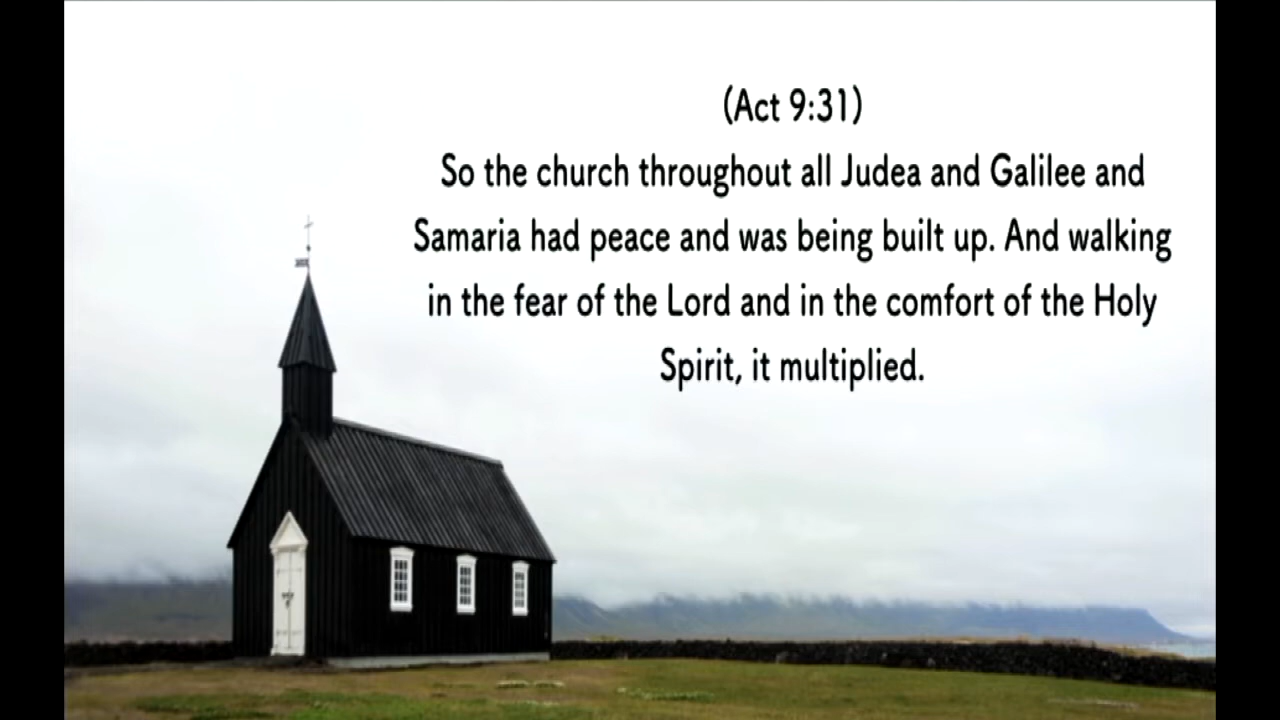 (Act 9:31)
So the church throughout all Judea and Galilee and
Samaria had peace and was being built up. And walking
in the fear of the Lord and in the comfort of the Holy
Spirit, it multiplied.